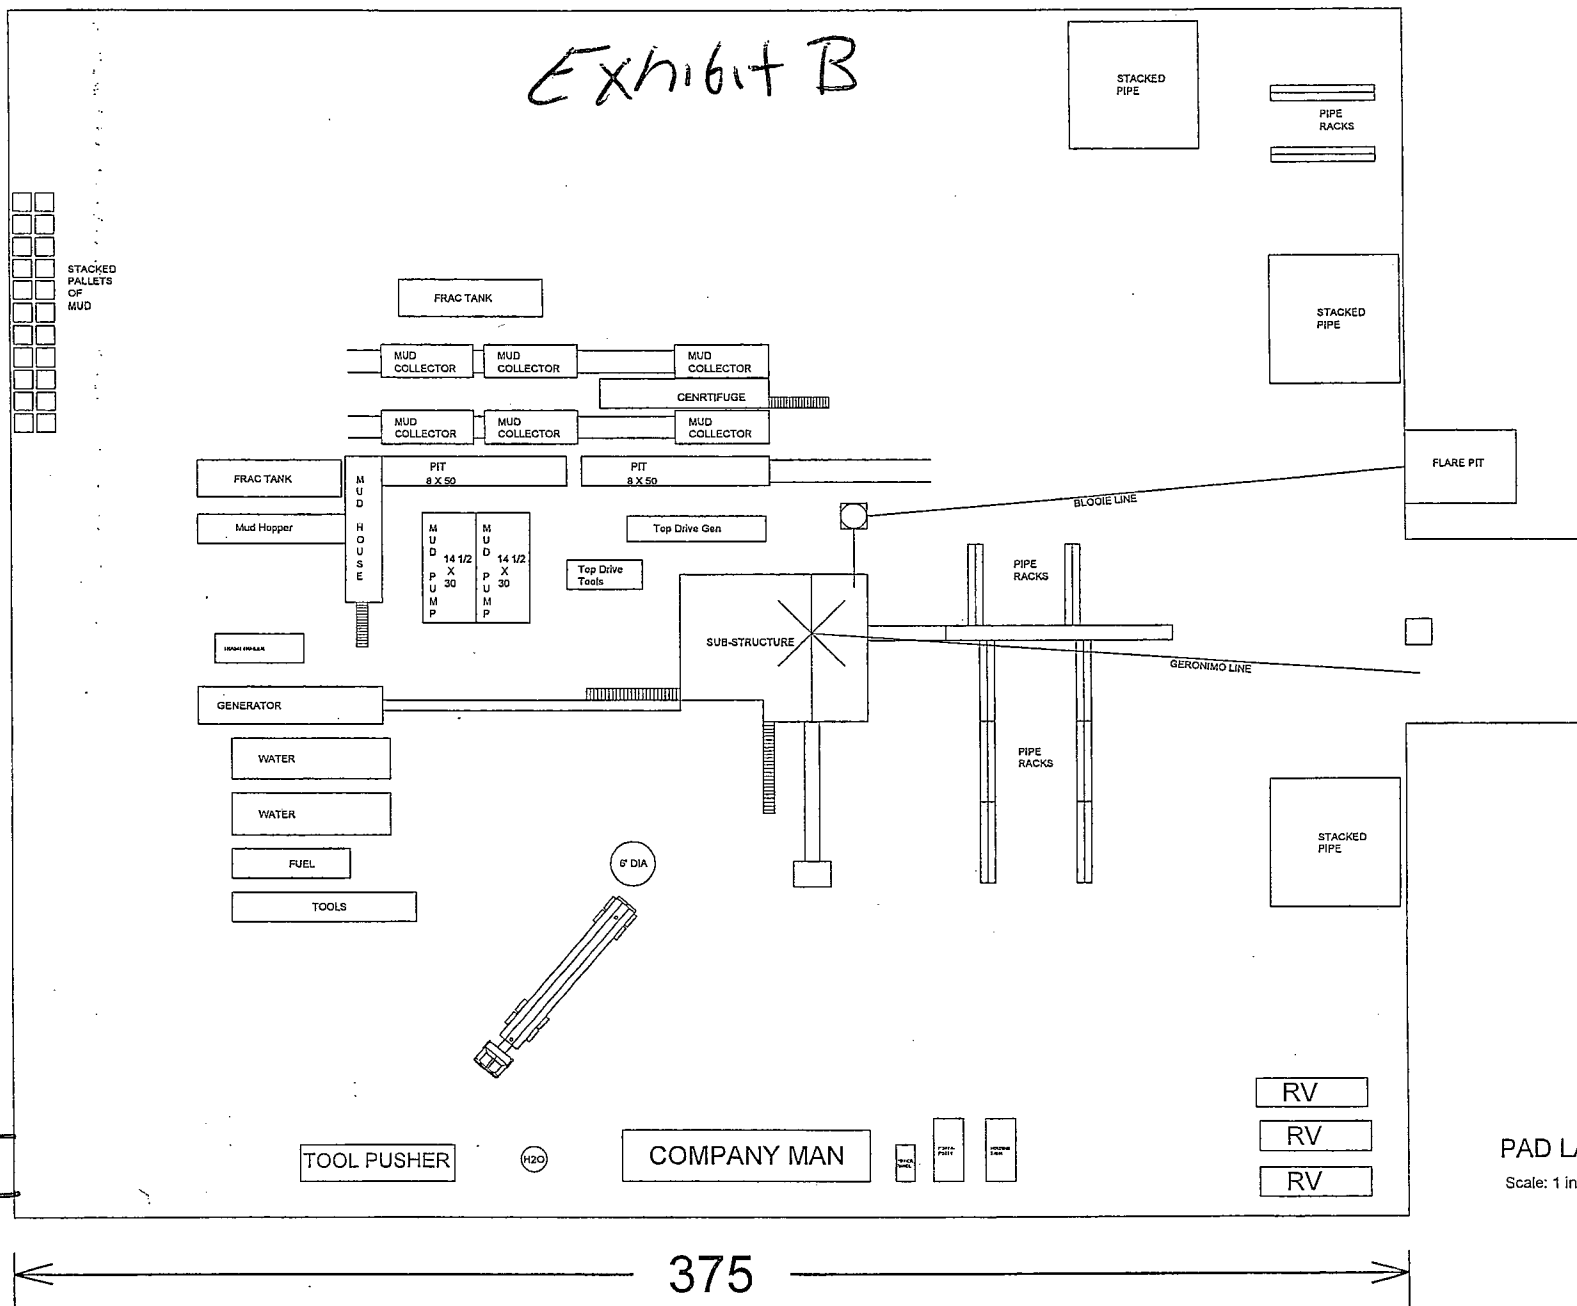 Exhibit B
STACKED
PIPE
PIPE
RACKS
STACKED
PALLETS
OF
MUD
FRAC TANK
STACKED
PIPE
MUD
COLLECTOR
MUD
COLLECTOR
MUD
COLLECTOR
CENRTIFUGE
MUD
COLLECTOR
MUD
COLLECTOR
MUD
COLLECTOR
FRAC TANK
MUD HOUSE
PIT
8 X 50
PIT
8 X 50
FLARE PIT
BLOOIE LINE
Mud Hopper
MUD PUMP
14 1/2
X
30
MUD PUMP
14 1/2
X
30
Top Drive Gen
Top Drive
Tools
PIPE
RACKS
SUB-STRUCTURE
GERONIMO LINE
GENERATOR
WATER
PIPE
RACKS
WATER
STACKED
PIPE
FUEL
6' DIA
TOOLS
RV
RV
RV
TOOL PUSHER
H2O
COMPANY MAN
PAD LA
Scale: 1 in
375